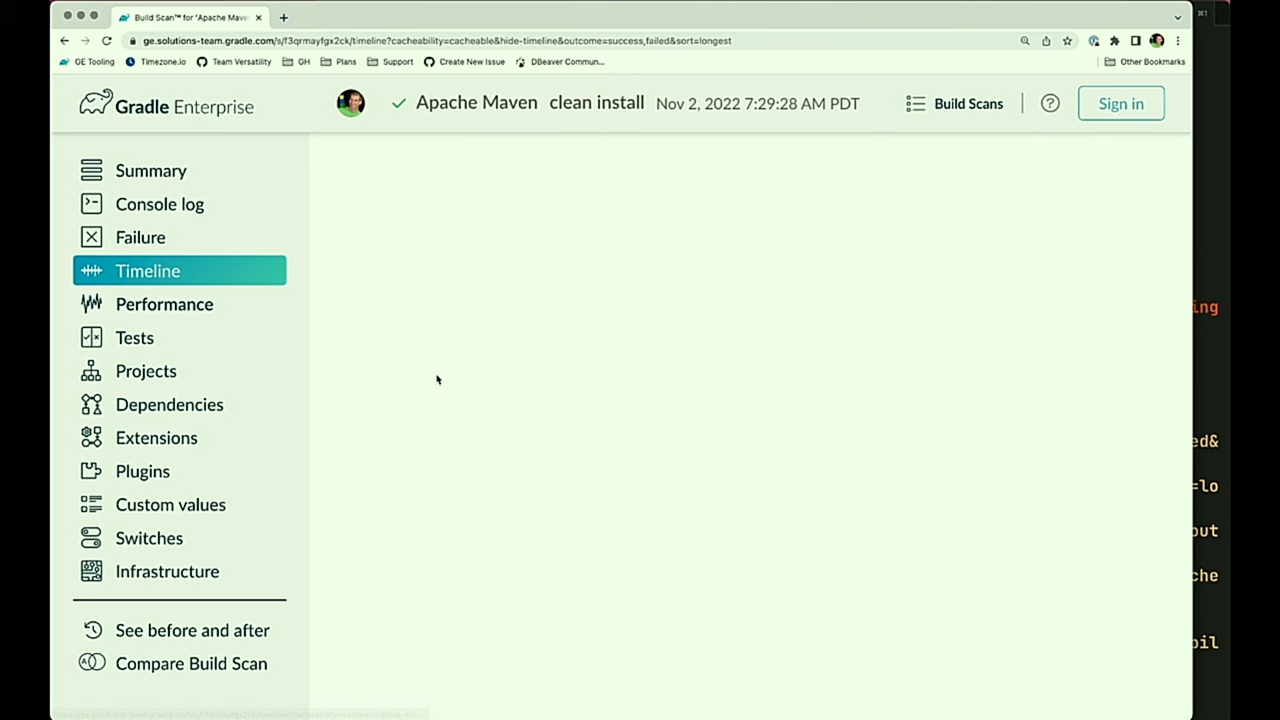 Build Scan™ for 'Apache Mave
ge.solutions-team.gradle.com/s/f3qrmayfgx2ck/timeline?cacheability=cacheable&hide-timeline&outcome=success,failed&sort=longest
GE Tooling Timezone.io Team Versatility GH Plans Support Create New Issue DBeaver Commun... Other Bookmarks
Gradle Enterprise Apache Maven clean install Nov 2, 2022 7:29:28 AM PDT Build Scans Sign in
Summary
Console log
Failure
Timeline
Performance
Tests
Projects
Dependencies
Extensions
Plugins
Custom values
Switches
Infrastructure
See before and after
Compare Build Scan
ing
ed&
=lo
out
che
bil